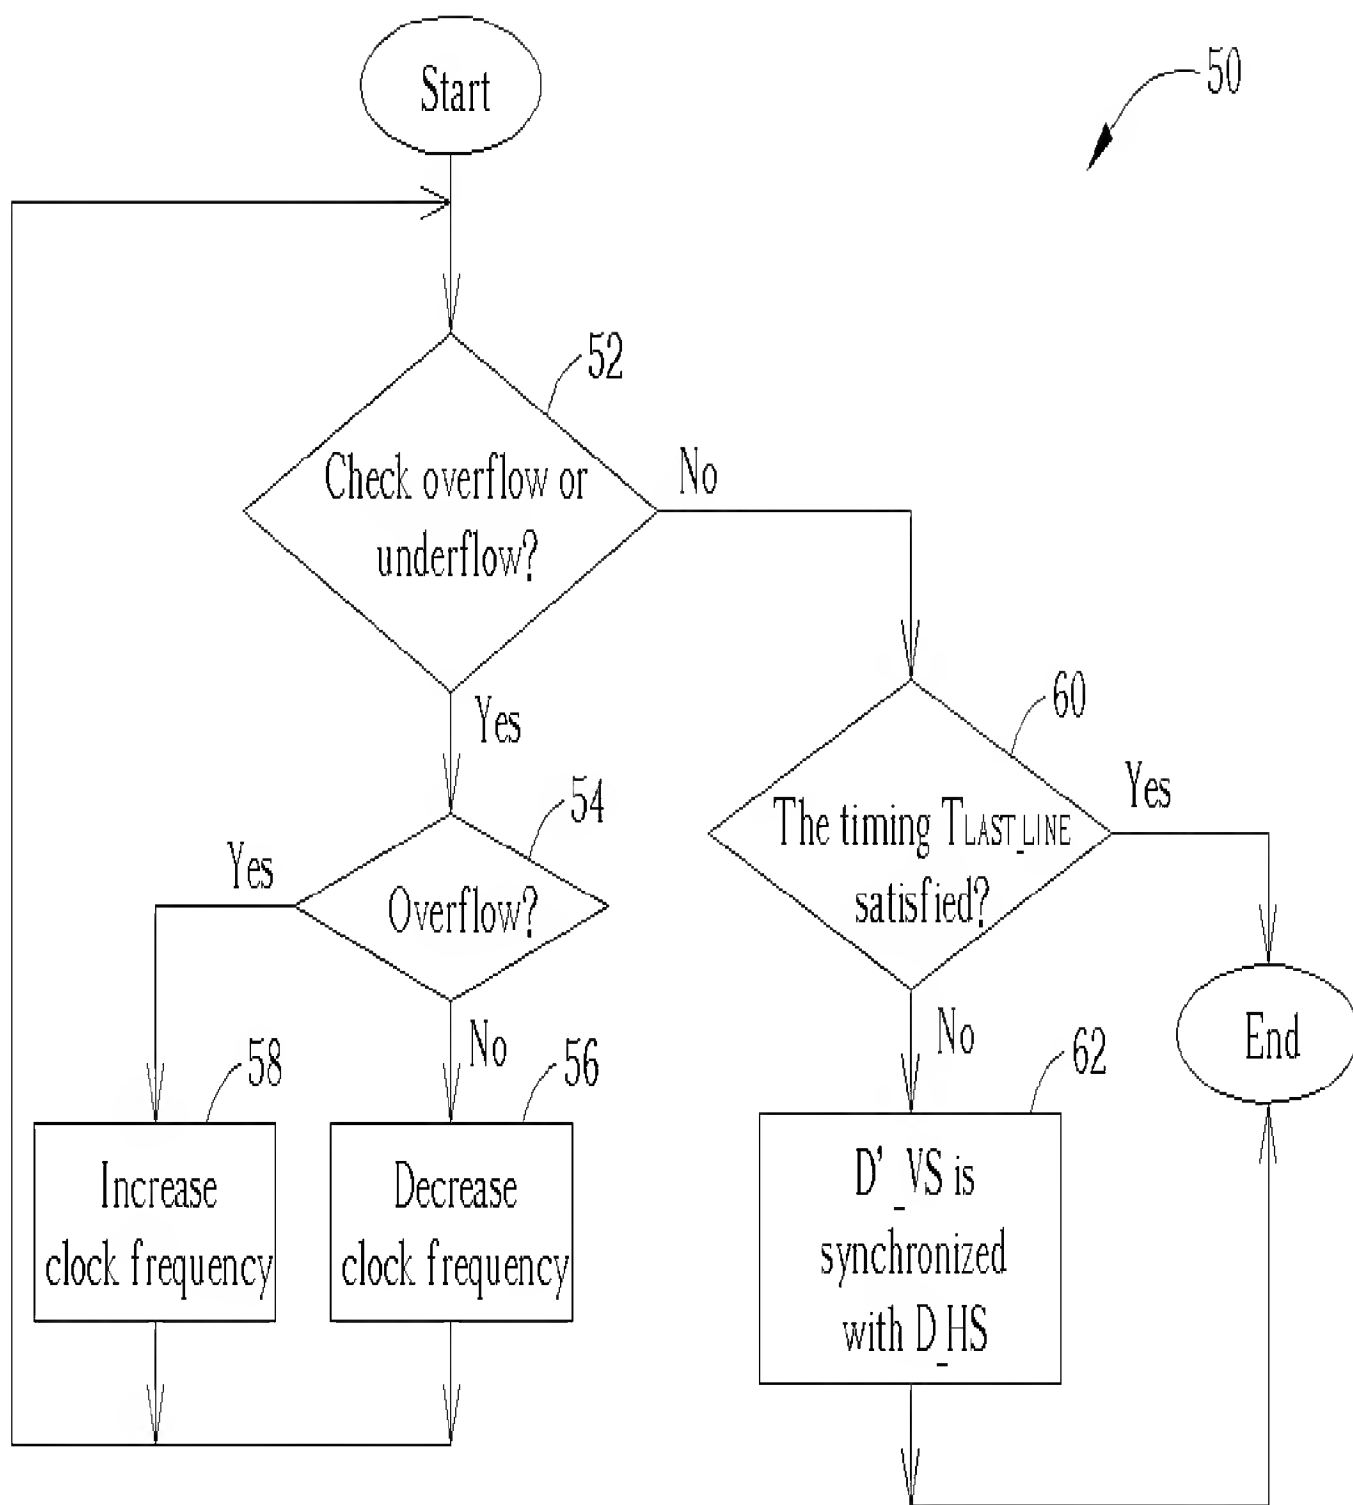 Start
50
52
Check overflow or
underflow?
No
Yes
60
The timing TLAST_LINE
satisfied?
Yes
54
Overflow?
Yes
No
No
End
58
Increase
clock frequency
56
Decrease
clock frequency
62
D'_VS is
synchronized
with D_HS